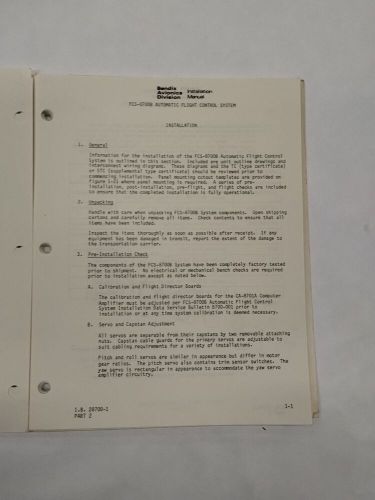 Bendix
Avionics Installation
Division Manual
FCS-870B AUTOMATIC FLIGHT CONTROL SYSTEM
INSTALLATION
1. General
Information for the installation of the FCS-870B Automatic Flight Control
System is outlined in this section. Included are unit outline drawings and
interconnect wiring diagrams. These diagrams and the TC (type certificate)
or STC (supplemental type certificate) should be reviewed prior to
commencing installation. Panel mounting cutout templates are provided on
figure 1-21 where panel mounting is required. A series of pre-
installation, post-installation, pre-flight, and flight checks are included
to ensure that the completed installation is fully operational.
2. Unpacking
Handle with care when unpacking FCS-870B System components. Open shipping
cartons and carefully remove all items. Check contents to ensure that all
items have been included.
Inspect the items thoroughly as soon as possible after receipt. If any
equipment has been damaged in transit, report the extent of the damage to
the transportation carrier.
3. Pre-Installation Check
The components of the FCS-870B System have been completely factory tested
prior to shipment. No electrical or mechanical bench checks are required
prior to installation except as noted below.
A. Calibration and Flight Director Boards
The calibration and flight director boards for the CA-871A Computer
Amplifier must be adjusted per FCS-870B Automatic Flight Control
System Installation Data Service Bulletin 8700-001 prior to
installation or at any time system calibration is deemed necessary.
B. Servo and Capstan Adjustment
All servos are separable from their capstans by two removable attaching
nuts. Capstan cable guards for the primary servos are adjustable to
suit cabling requirements for a variety of installations.
Pitch and roll servos are similar in appearance but differ in motor
gear ratios. The pitch servo also contains trim sensor switches. The
yaw servo is rectangular in appearance to accommodate the yaw servo
amplifier circuitry.
I.B. 20700-1
PART 2
1-1